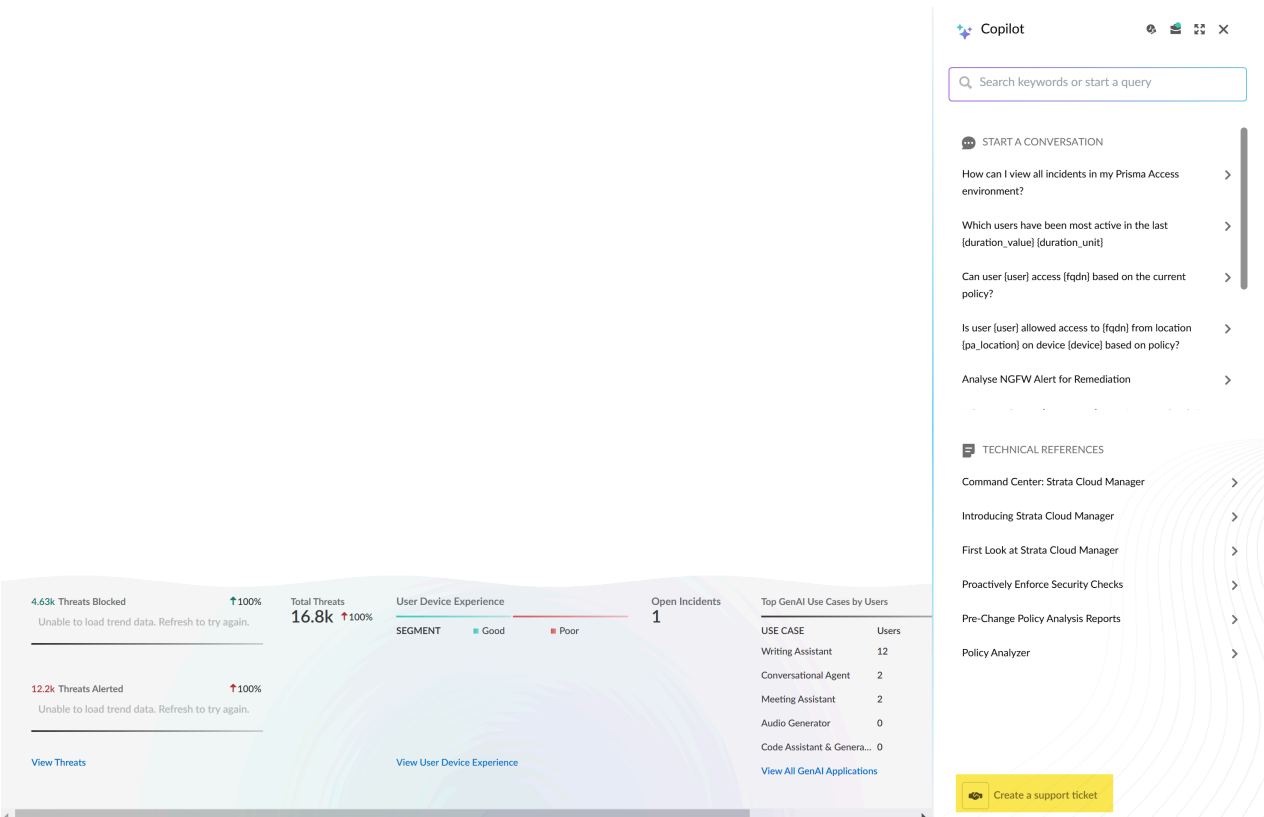 Copilot
Search keywords or start a query
START A CONVERSATION
How can I view all incidents in my Prisma Access
environment?
Which users have been most active in the last
{duration_value} {duration_unit}
Can user {user} access {fqdn} based on the current
policy?
Is user {user} allowed access to {fqdn} from location
{pa_location} on device {device} based on policy?
Analyse NGFW Alert for Remediation
TECHNICAL REFERENCES
Command Center: Strata Cloud Manager
Introducing Strata Cloud Manager
First Look at Strata Cloud Manager
Proactively Enforce Security Checks
Pre-Change Policy Analysis Reports
Policy Analyzer
Create a support ticket
4.63k Threats Blocked 100%
Unable to load trend data. Refresh to try again.
12.2k Threats Alerted 100%
Unable to load trend data. Refresh to try again.
View Threats
Total Threats
16.8k 100%
User Device Experience
SEGMENT Good Poor
View User Device Experience
Open Incidents
1
Top GenAI Use Cases by Users
USE CASE Users
Writing Assistant 12
Conversational Agent 2
Meeting Assistant 2
Audio Generator 0
Code Assistant & Genera... 0
View All GenAI Applications